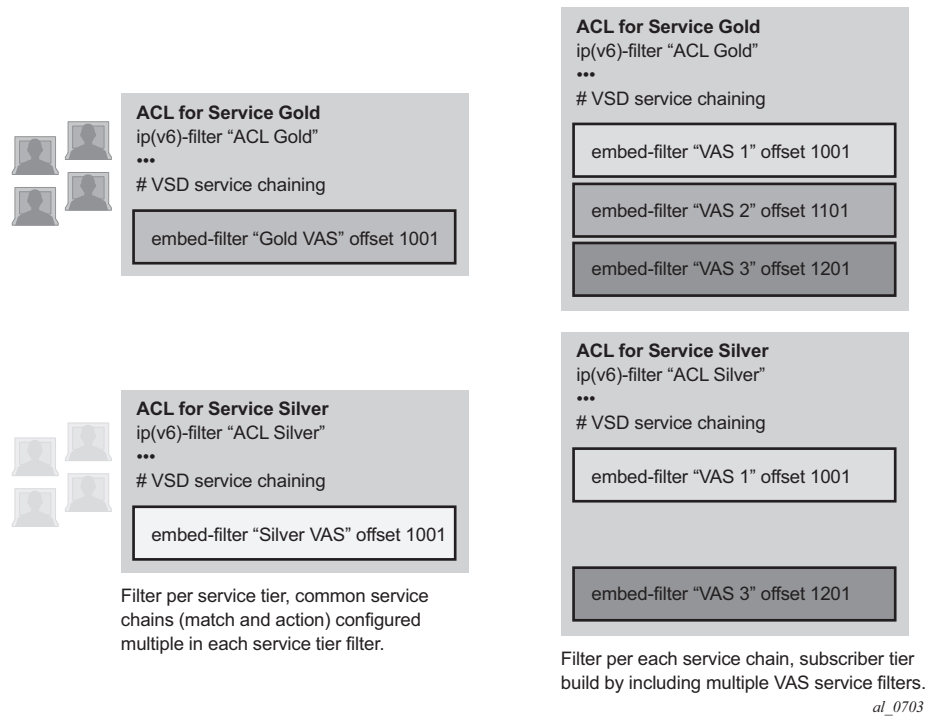 ACL for Service Gold
ip(v6)-filter “ACL Gold”
•••
# VSD service chaining
embed-filter “Gold VAS” offset 1001
ACL for Service Silver
ip(v6)-filter “ACL Silver”
•••
# VSD service chaining
embed-filter “Silver VAS” offset 1001
Filter per service tier, common service
chains (match and action) configured
multiple in each service tier filter.
ACL for Service Gold
ip(v6)-filter “ACL Gold”
•••
# VSD service chaining
embed-filter “VAS 1” offset 1001
embed-filter “VAS 2” offset 1101
embed-filter “VAS 3” offset 1201
ACL for Service Silver
ip(v6)-filter “ACL Silver”
•••
# VSD service chaining
embed-filter “VAS 1” offset 1001
embed-filter “VAS 3” offset 1201
Filter per each service chain, subscriber tier
build by including multiple VAS service filters.
al_0703